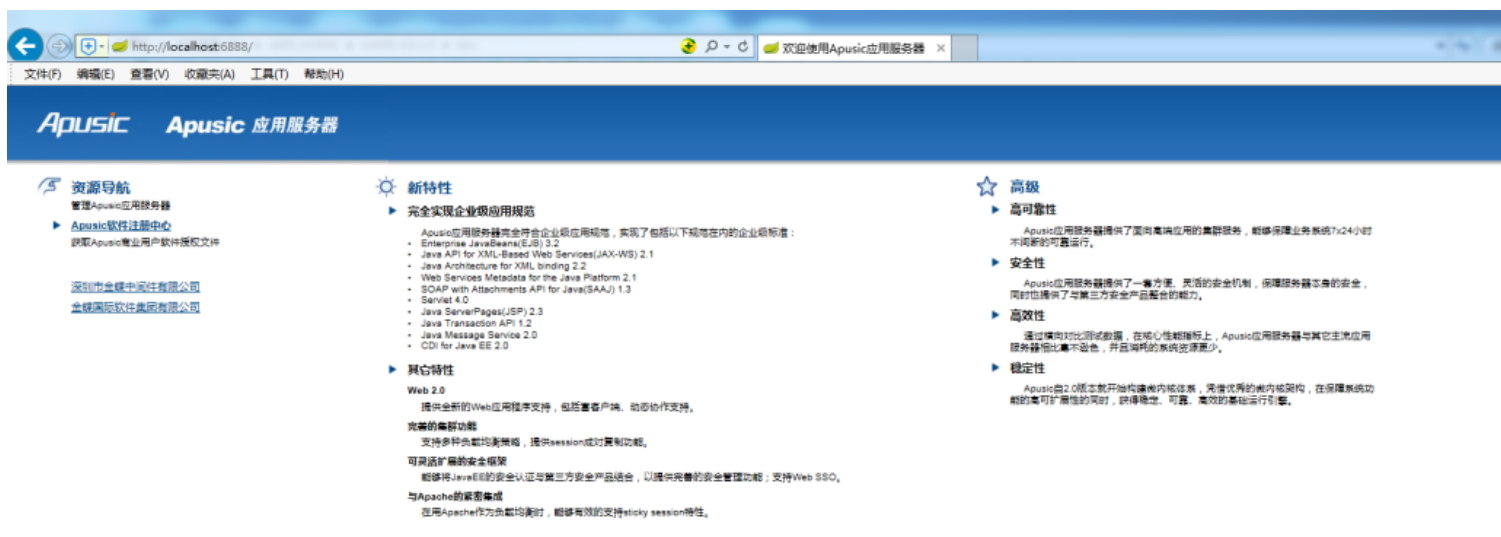 http://localhost:6888/
欢迎使用Apusic应用服务器
文件(F) 编辑(E) 查看(V) 收藏夹(A) 工具(T) 帮助(H)
Apusic Apusic 应用服务器
资源导航
管理Apusic应用服务器
Apusic软件注册中心
获取Apusic商业用户软件授权文件
深圳市金蝶中间件有限公司
金蝶国际软件集团有限公司
新特性
完全实现企业级应用规范
Apusic应用服务器完全符合企业级应用规范，实现了包括以下规范在内的企业级标准：
• Enterprise JavaBeans(EJB) 3.2
• Java API for XML-Based Web Services(JAX-WS) 2.1
• Java Architecture for XML binding 2.2
• Web Services Metadata for the Java Platform 2.1
• SOAP with Attachments API for Java(SAAJ) 1.3
• Servlet 4.0
• Java ServerPages(JSP) 2.3
• Java Transaction API 1.2
• Java Message Service 2.0
• CDI for Java EE 2.0
其它特性
Web 2.0
提供全新的Web应用程序支持，包括富客户端、动态协作支持。
完善的集群功能
支持多种负载均衡策略，提供session成对复制功能。
可灵活扩展的安全框架
能够将JavaEE的安全认证与第三方安全产品结合，以提供完善的安全管理功能；支持Web SSO。
与Apache的紧密集成
在用Apache作为负载均衡时，能够有效的支持sticky session特性。
高级
高可靠性
Apusic应用服务器提供了面向高端应用的集群服务，能够保障业务系统7x24小时
不间断的可靠运行。
安全性
Apusic应用服务器提供了一套方便、灵活的安全机制，保障服务器本身的安全，
同时也提供了与第三方安全产品整合的能力。
高效性
通过横向对比测试数据，在核心性能指标上，Apusic应用服务器与其它主流应用
服务器相比毫不逊色，并且消耗的系统资源更少。
稳定性
Apusic自2.0版本就开始构建微内核体系，凭借优秀的微内核架构，在保障系统功
能的高可扩展性的同时，获得稳定、可靠、高效的基础运行引擎。